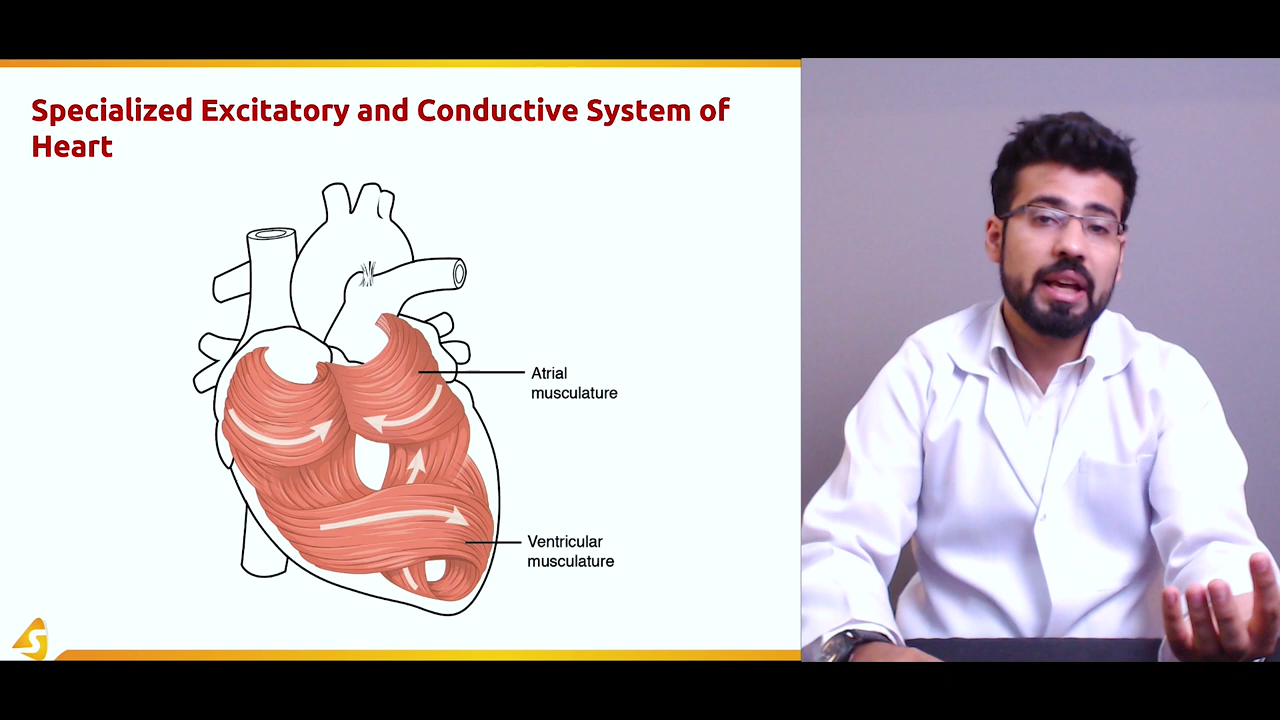 Specialized Excitatory and Conductive System of
Heart
Atrial
musculature
Ventricular
musculature
S